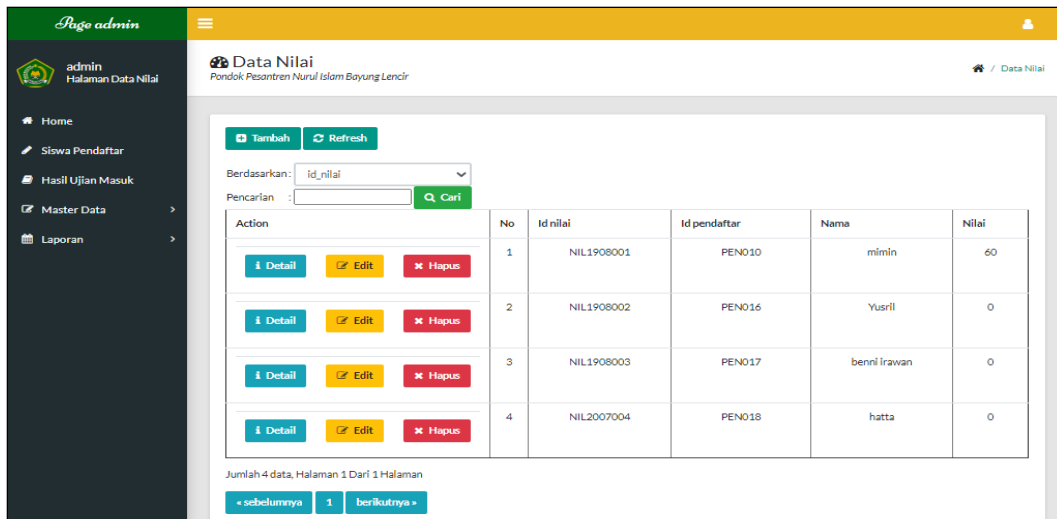 Page admin
admin
Halaman Data Nilai
Home
Siswa Pendaftar
Hasil Ujian Masuk
Master Data
Laporan
Data Nilai
Pondok Pesantren Nurul Islam Bayung Lencir
/ Data Nilai
Tambah Refresh
Berdasarkan : id_nilai
Pencarian : Cari
Action No Id nilai Id pendaftar Nama Nilai
Detail Edit Hapus 1 NIL1908001 PEN010 mimin 60
Detail Edit Hapus 2 NIL1908002 PEN016 Yusril 0
Detail Edit Hapus 3 NIL1908003 PEN017 benni irawan 0
Detail Edit Hapus 4 NIL2007004 PEN018 hatta 0
Jumlah 4 data, Halaman 1 Dari 1 Halaman
« sebelumnya 1 berikutnya »